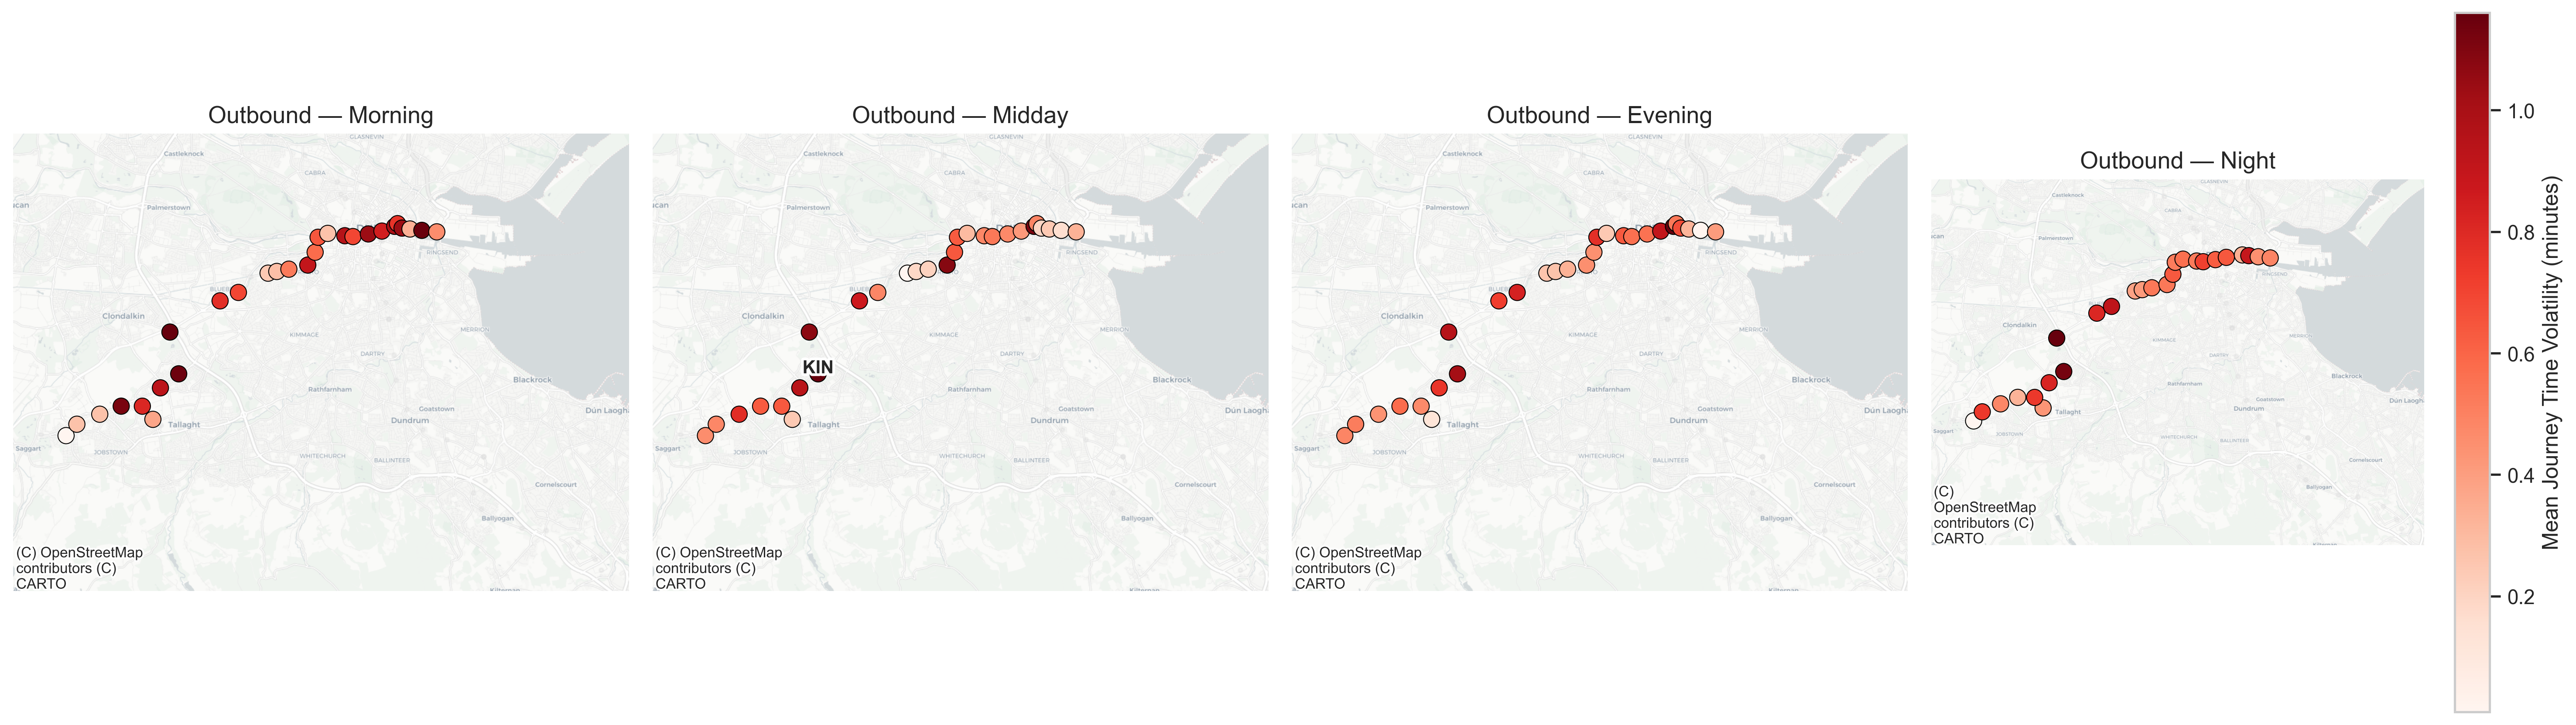 Outbound — Morning
GLASNEVIN
Castleknock
CABRA
Palmerstown
ucan
RINGSEND
Clondalkin
KIMMAGE
MERRION
DARTRY
Blackrock
Rathfarnham
Goatstown
Dún Laogh
Dundrum
Tallaght
Saggart
JOBSTOWN
WHITECHURCH
BALLINTEER
Cornelscourt
Ballyogan
(C) OpenStreetMap
contributors (C)
CARTO
Kilternan
Outbound — Midday
GLASNEVIN
Castleknock
CABRA
Palmerstown
RINGSEND
Clondalkin
KIMMAGE
MERRION
DARTRY
KIN
Blackrock
Rathfarnham
Goatstown
Dún Laogh
Dundrum
Tallaght
Saggart
JOBSTOWN
WHITECHURCH
BALLINTEER
Cornelscourt
Ballyogan
(C) OpenStreetMap
contributors (C)
CARTO
Kilternan
Outbound — Evening
GLASNEVIN
Castleknock
CABRA
Palmerstown
RINGSEND
Clondalkin
KIMMAGE
MERRION
DARTRY
Blackrock
Rathfarnham
Goatstown
Dún Laogh
Dundrum
Tallaght
Saggart
JOBSTOWN
WHITECHURCH
BALLINTEER
Cornelscourt
Ballyogan
(C) OpenStreetMap
contributors (C)
CARTO
Kilternan
Outbound — Night
GLASNEVIN
Castleknock
CABRA
Palmerstown
RINGSEND
Clondalkin
KIMMAGE
MERRION
DARTRY
Blackrock
Rathfarnham
Goatstown
Dún Laogh
Dundrum
Tallaght
Saggart
JOBSTOWN
WHITECHURCH
BALLINTEER
Cornelscourt
Ballyogan
(C)
OpenStreetMap
contributors (C)
CARTO
1.0
0.8
0.6
0.4
0.2
Mean Journey Time Volatility (minutes)